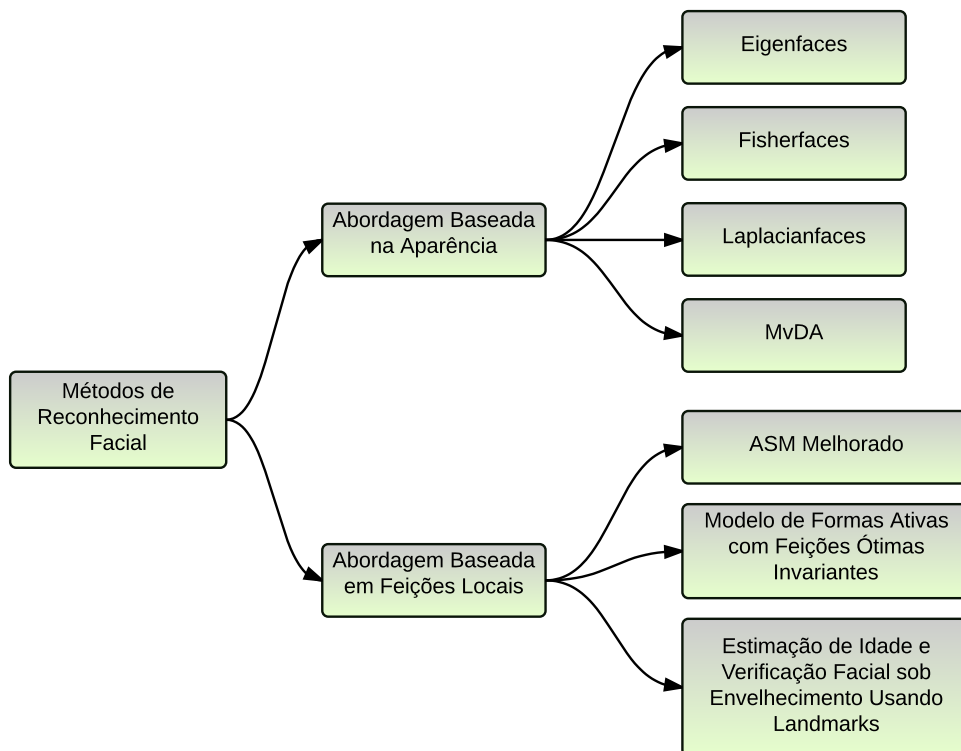 Métodos de
Reconhecimento
Facial
Abordagem Baseada
na Aparência
Eigenfaces
Fisherfaces
Laplacianfaces
MvDA
Abordagem Baseada
em Feições Locais
ASM Melhorado
Modelo de Formas Ativas
com Feições Ótimas
Invariantes
Estimação de Idade e
Verificação Facial sob
Envelhecimento Usando
Landmarks